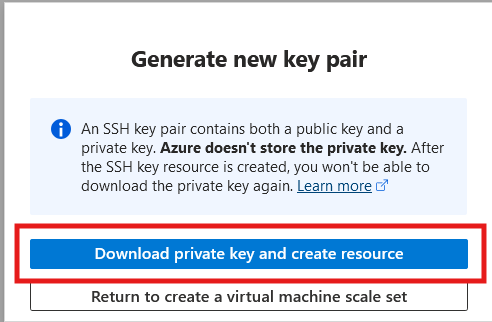 Generate new key pair
An SSH key pair contains both a public key and a
private key. Azure doesn't store the private key. After
the SSH key resource is created, you won't be able to
download the private key again. Learn more
Download private key and create resource
Return to create a virtual machine scale set